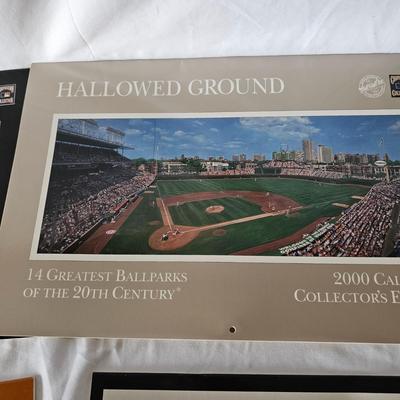 HALLOWED GROUND
14 GREATEST BALLPARKS
OF THE 20TH CENTURY®
2000 CAL
COLLECTOR'S E